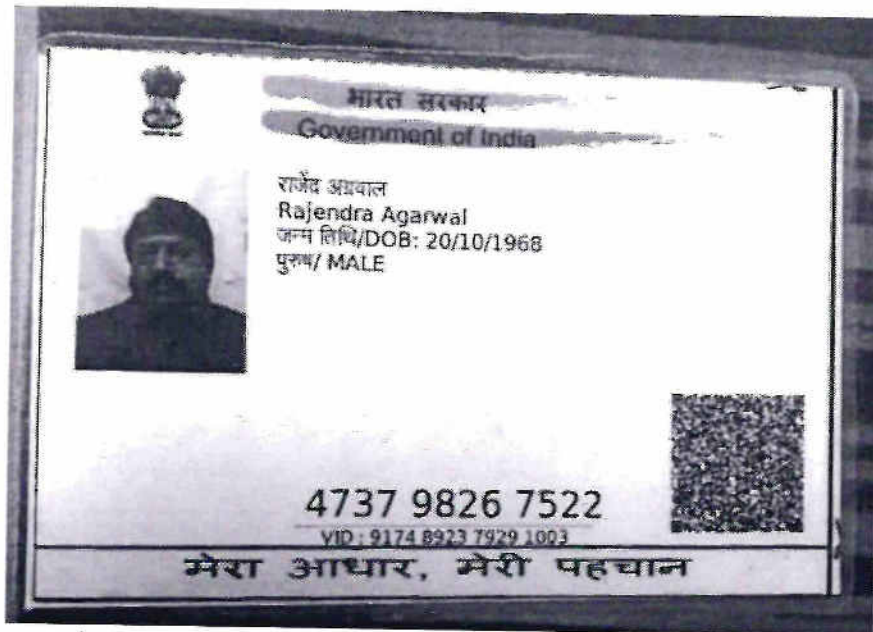 भारत सरकार
Government of India
राजेंद्र अग्रवाल
Rajendra Agarwal
जन्म तिथि/DOB: 20/10/1968
पुरुष/ MALE
4737 9826 7522
VID : 9174 8923 7929 1003
मेरा आधार, मेरी पहचान